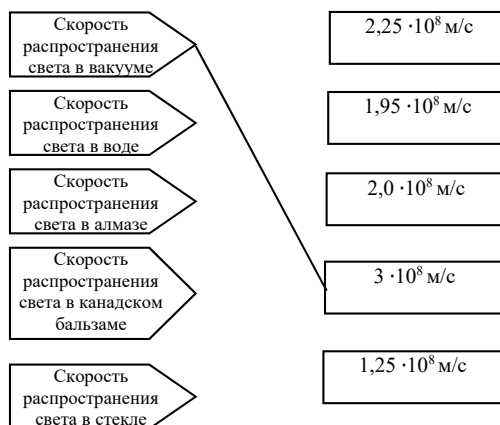 Скорость
распространения
света в вакууме
2,25 ·10⁸ м/с
Скорость
распространения
света в воде
1,95 ·10⁸ м/с
Скорость
распространения
света в алмазе
2,0 ·10⁸ м/с
Скорость
распространения
света в канадском
бальзаме
3 ·10⁸ м/с
Скорость
распространения
света в стекле
1,25 ·10⁸ м/с